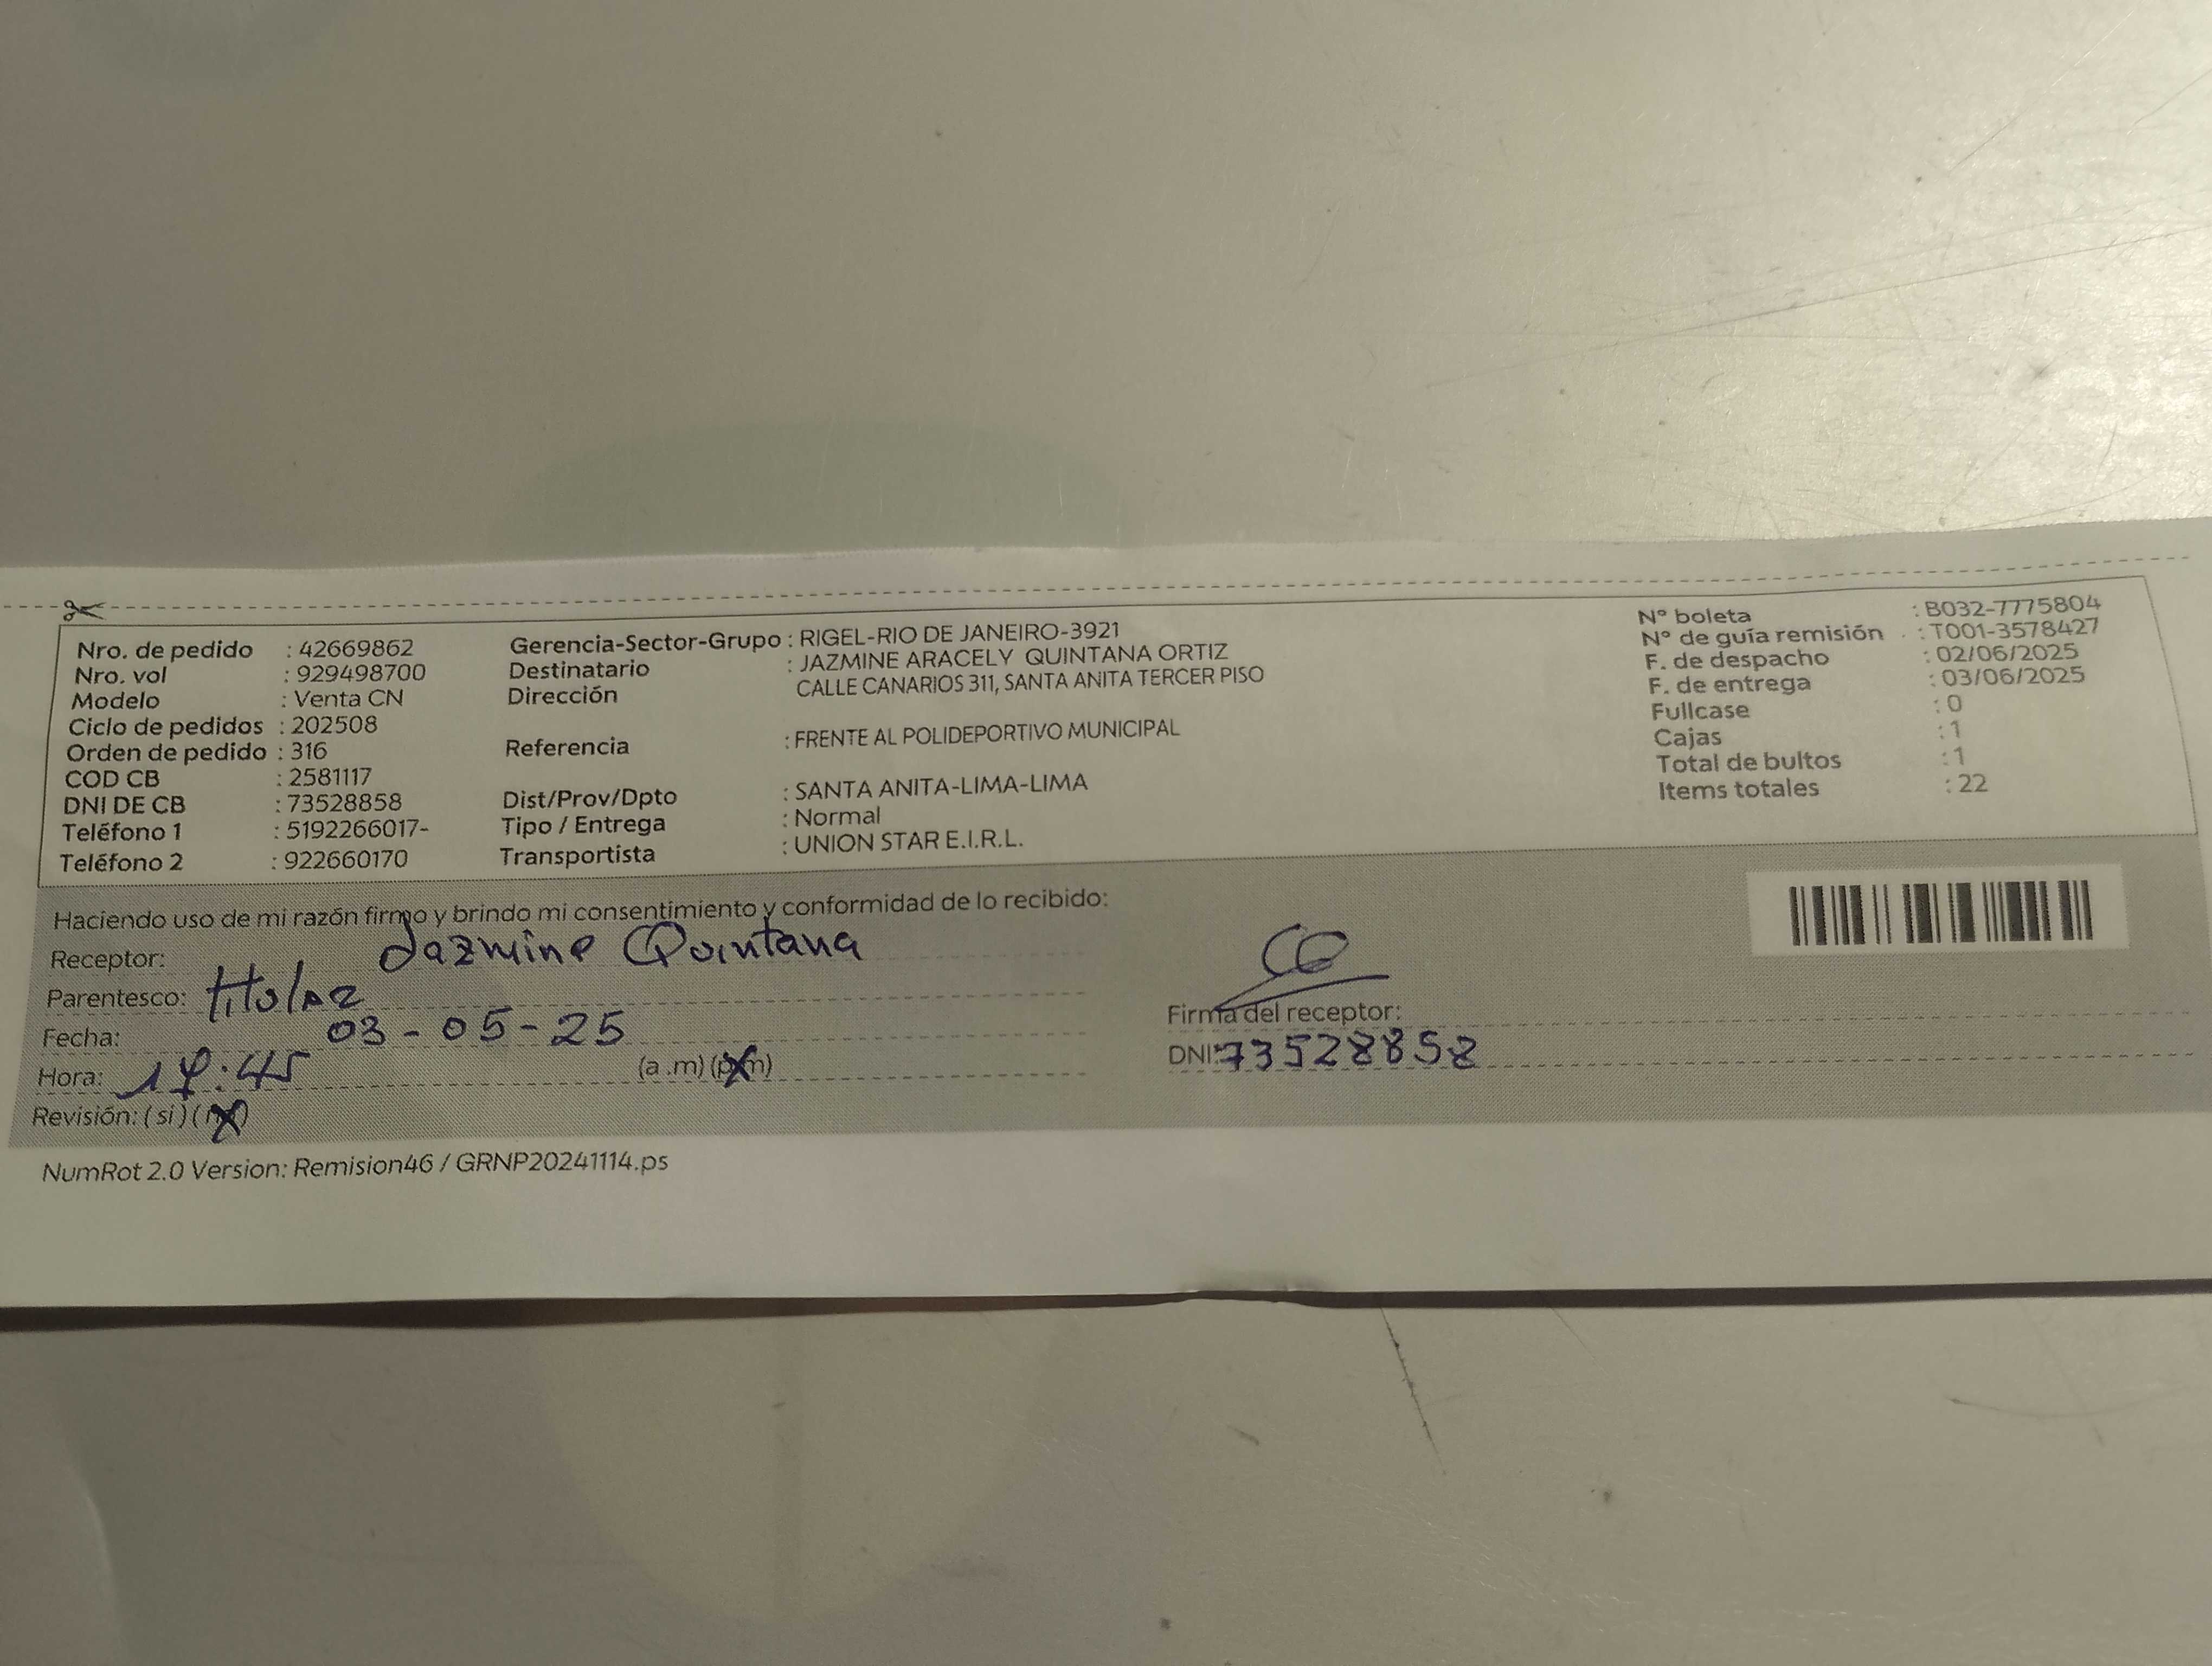 Nro. de pedido : 42669862
Nro. vol : 929498700
Modelo : Venta CN
Ciclo de pedidos : 202508
Orden de pedido : 316
COD CB : 2581117
DNI DE CB : 73528858
Teléfono 1 : 5192266017-
Teléfono 2 : 922660170
Gerencia-Sector-Grupo : RIGEL-RIO DE JANEIRO-3921
Destinatario : JAZMINE ARACELY QUINTANA ORTIZ
Dirección CALLE CANARIOS 311, SANTA ANITA TERCER PISO
Referencia : FRENTE AL POLIDEPORTIVO MUNICIPAL
Dist/Prov/Dpto : SANTA ANITA-LIMA-LIMA
Tipo / Entrega : Normal
Transportista : UNION STAR E.I.R.L.
N° boleta : B032-7775804
N° de guía remisión : T001-3578427
F. de despacho : 02/06/2025
F. de entrega : 03/06/2025
Fullcase : 0
Cajas : 1
Total de bultos : 1
Items totales : 22
Haciendo uso de mi razón firmo y brindo mi consentimiento y conformidad de lo recibido:
Receptor: Jazmine Quintana
Parentesco: titular
Fecha: 03-05-25
Hora: 17:45 (a .m) (p.m)
Revisión: ( si ) ( no )
Firma del receptor:
DNI: 73528858
NumRot 2.0 Version: Remision46 / GRNP20241114.ps